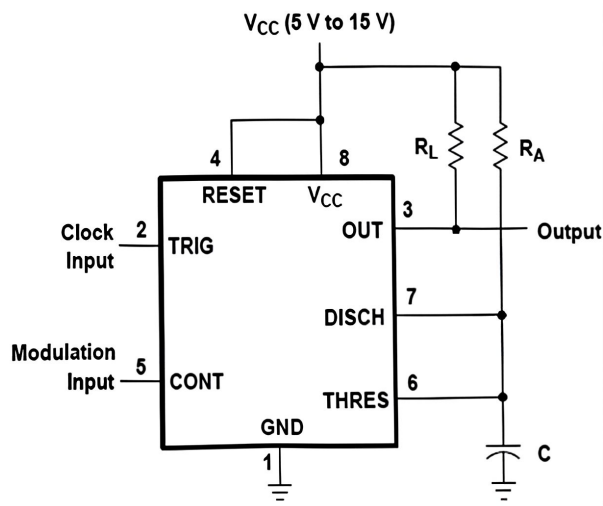 VCC (5 V to 15 V)
4
8
RL
RA
RESET
VCC
3
Clock
Input
2
TRIG
OUT
Output
7
DISCH
Modulation
Input
5
CONT
6
THRES
GND
1
C